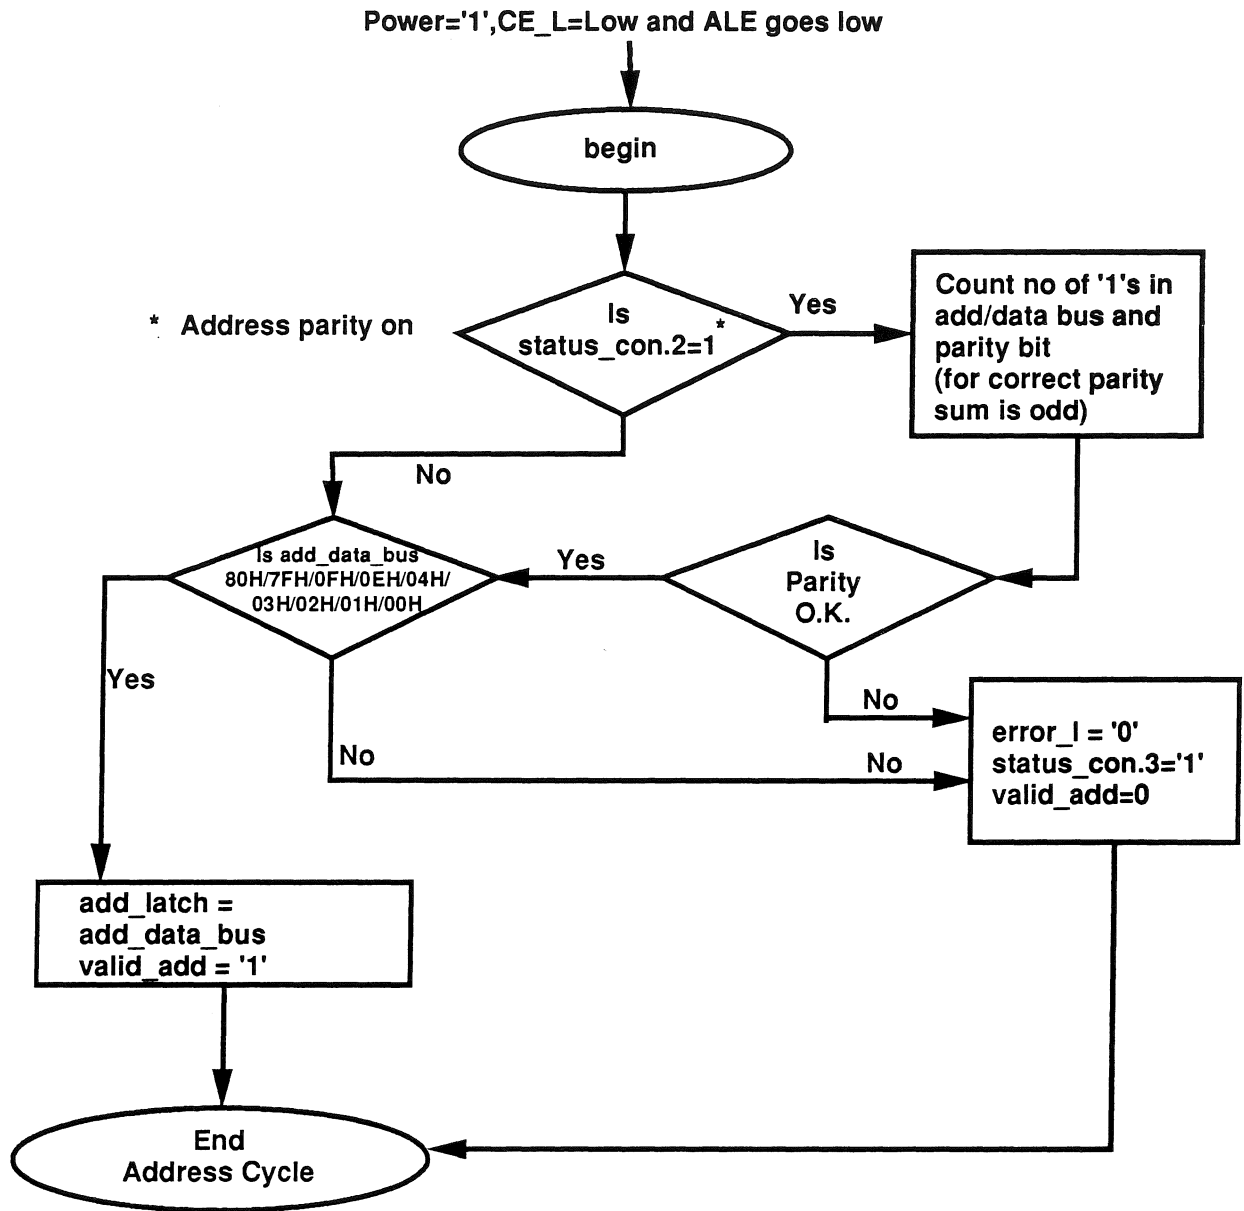 Power='1',CE_L=Low and ALE goes low
begin
* Address parity on
Is
status_con.2=1*
Yes
Count no of '1's in
add/data bus and
parity bit
(for correct parity
sum is odd)
No
Is add_data_bus
80H/7FH/0FH/0EH/04H/
03H/02H/01H/00H
Yes
Is
Parity
O.K.
Yes
No
No
No
error_l = '0'
status_con.3='1'
valid_add=0
add_latch =
add_data_bus
valid_add = '1'
End
Address Cycle